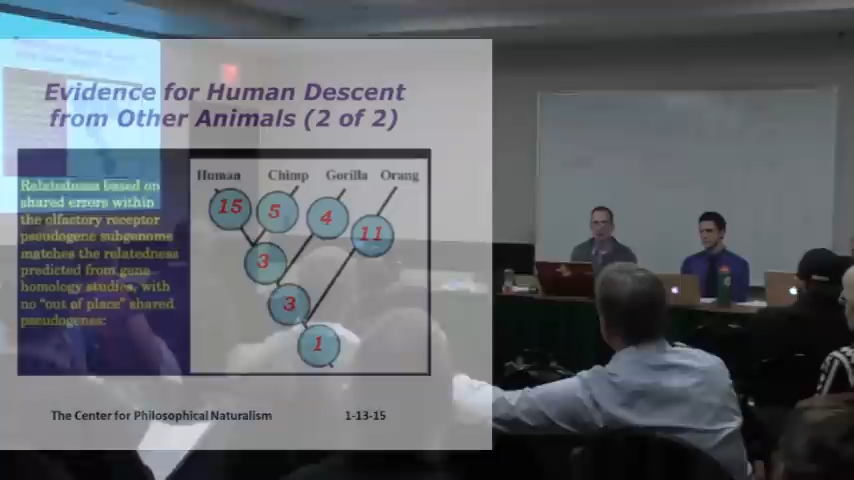 Evidence for Human Descent
from Other Animals (2 of 2)
Relatedness based on
shared errors within
the olfactory receptor
pseudogene subgenome
matches the relatedness
predicted from gene
homology studies, with
no "out of place" shared
pseudogenes:
Human Chimp Gorilla Orang
15 5 4 11
3
3
1
The Center for Philosophical Naturalism 1-13-15